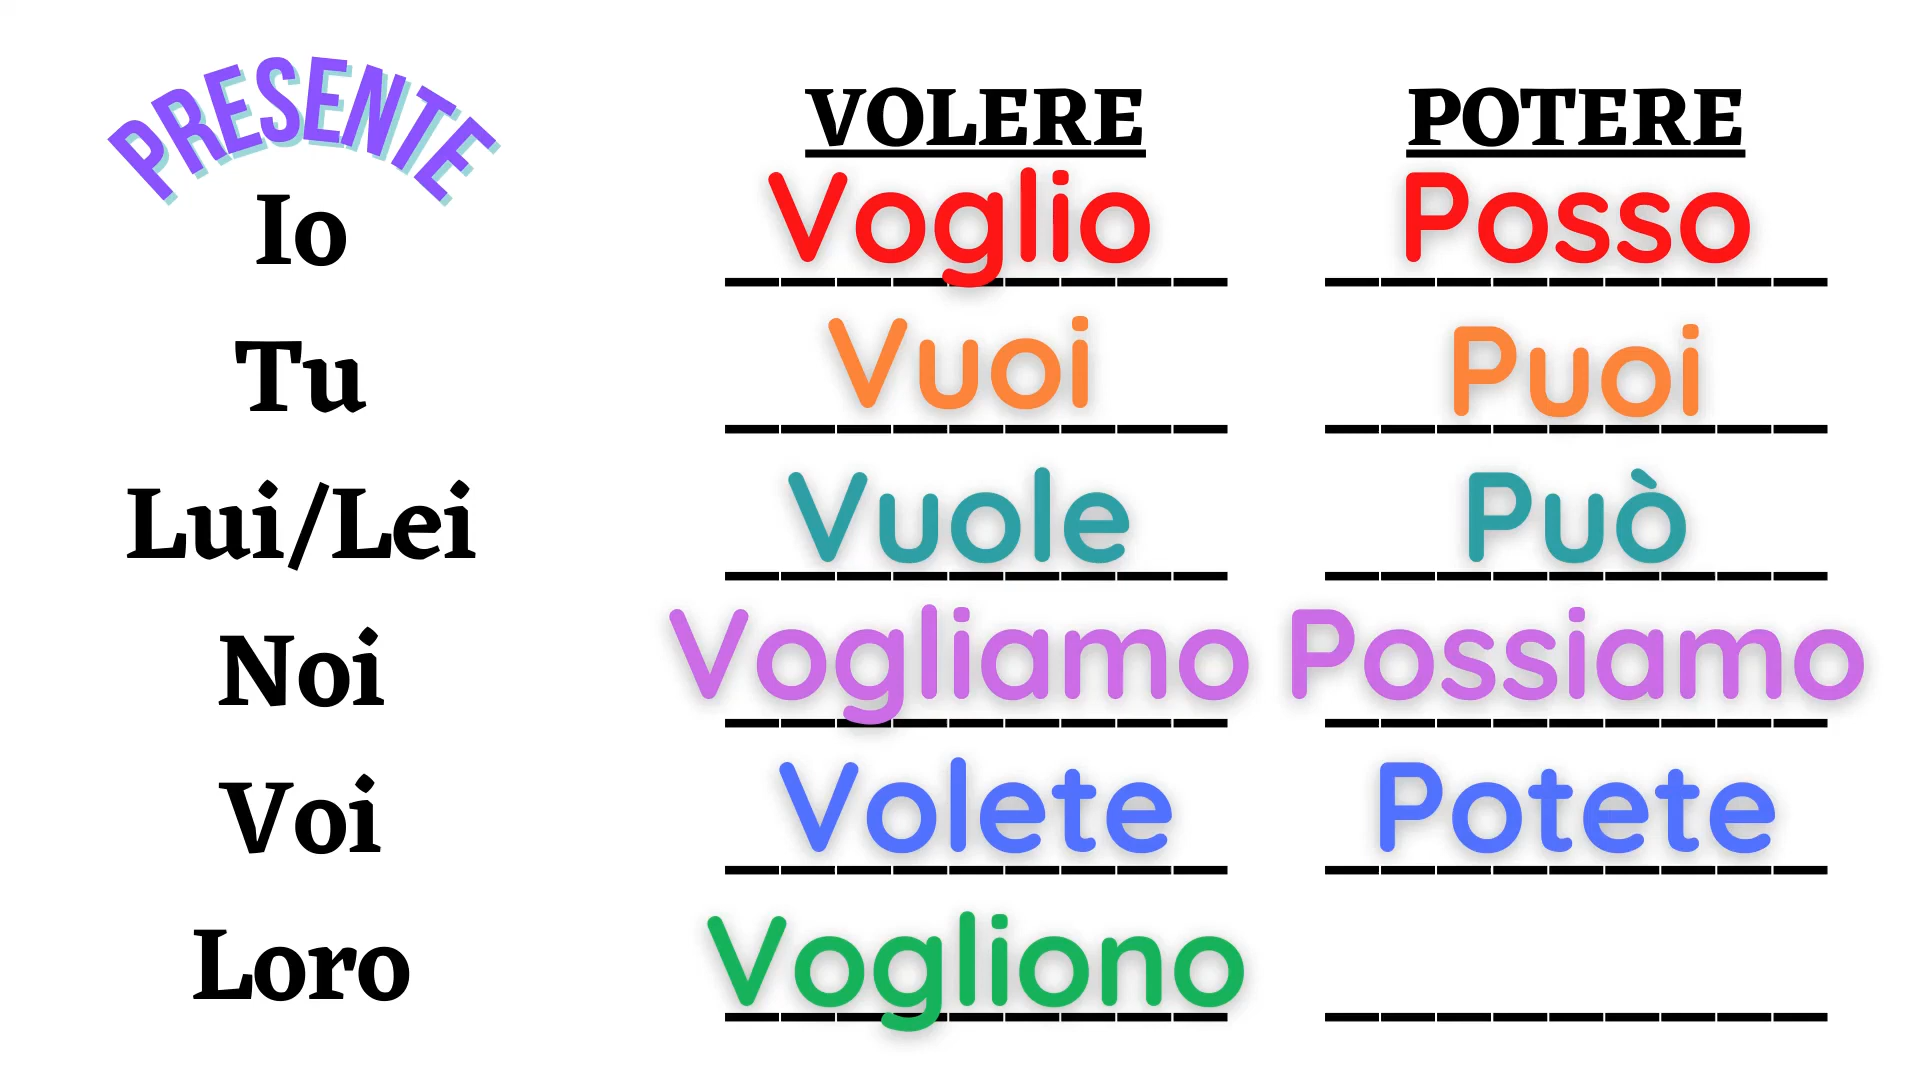 PRESENTE VOLERE POTERE
Io Voglio Posso
Tu Vuoi Puoi
Lui/Lei Vuole Può
Noi Vogliamo Possiamo
Voi Volete Potete
Loro Vogliono